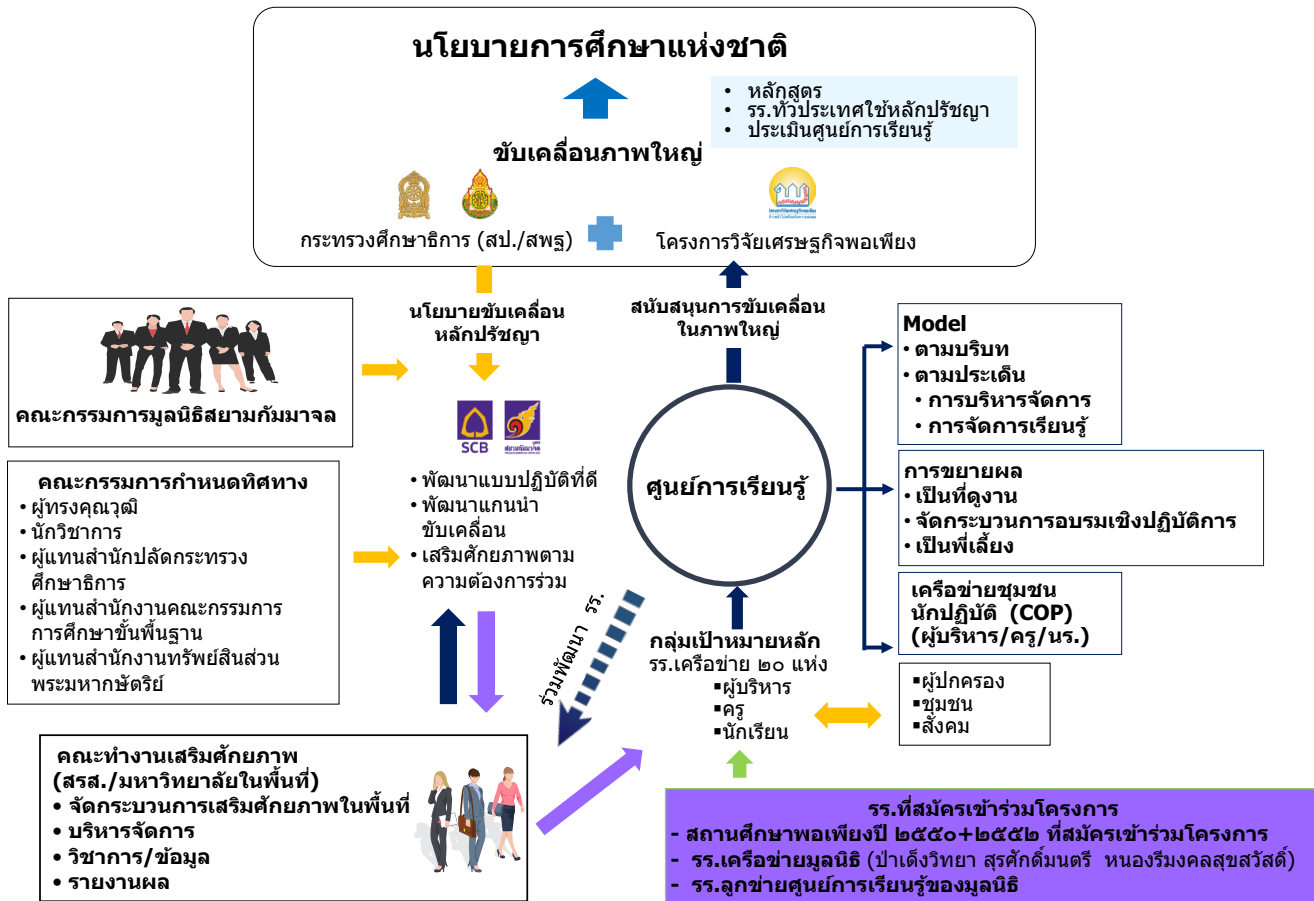 นโยบายการศึกษาแห่งชาติ
• หลักสูตร
• รร.ทั่วประเทศใช้หลักปรัชญา
• ประเมินศูนย์การเรียนรู้
ขับเคลื่อนภาพใหญ่
กระทรวงศึกษาธิการ (สป./สพฐ)
โครงการวิจัยเศรษฐกิจพอเพียง
นโยบายขับเคลื่อน
หลักปรัชญา
สนับสนุนการขับเคลื่อน
ในภาพใหญ่
คณะกรรมการมูลนิธิสยามกัมมาจล
คณะกรรมการกำหนดทิศทาง
• ผู้ทรงคุณวุฒิ
• นักวิชาการ
• ผู้แทนสำนักปลัดกระทรวง
ศึกษาธิการ
• ผู้แทนสำนักงานคณะกรรมการ
การศึกษาขั้นพื้นฐาน
• ผู้แทนสำนักงานทรัพย์สินส่วน
พระมหากษัตริย์
SCB
สยามกัมมาจล
• พัฒนาแบบปฏิบัติที่ดี
• พัฒนาแกนนำ
ขับเคลื่อน
• เสริมศักยภาพตาม
ความต้องการร่วม
ศูนย์การเรียนรู้
Model
• ตามบริบท
• ตามประเด็น
• การบริหารจัดการ
• การจัดการเรียนรู้
การขยายผล
• เป็นที่ดูงาน
• จัดกระบวนการอบรมเชิงปฏิบัติการ
• เป็นพี่เลี้ยง
เครือข่ายชุมชน
นักปฏิบัติ (COP)
(ผู้บริหาร/ครู/นร.)
ร่วมพัฒนา รร.
กลุ่มเป้าหมายหลัก
รร.เครือข่าย ๒๐ แห่ง
▪ผู้บริหาร
▪ครู
▪นักเรียน
▪ผู้ปกครอง
▪ชุมชน
▪สังคม
คณะทำงานเสริมศักยภาพ
(สรส./มหาวิทยาลัยในพื้นที่)
• จัดกระบวนการเสริมศักยภาพในพื้นที่
• บริหารจัดการ
• วิชาการ/ข้อมูล
• รายงานผล
รร.ที่สมัครเข้าร่วมโครงการ
- สถานศึกษาพอเพียงปี ๒๕๕๐+๒๕๕๒ ที่สมัครเข้าร่วมโครงการ
- รร.เครือข่ายมูลนิธิ (ป่าเด็งวิทยา สุรศักดิ์มนตรี หนองรีมงคลสุขสวัสดิ์)
- รร.ลูกข่ายศูนย์การเรียนรู้ของมูลนิธิ